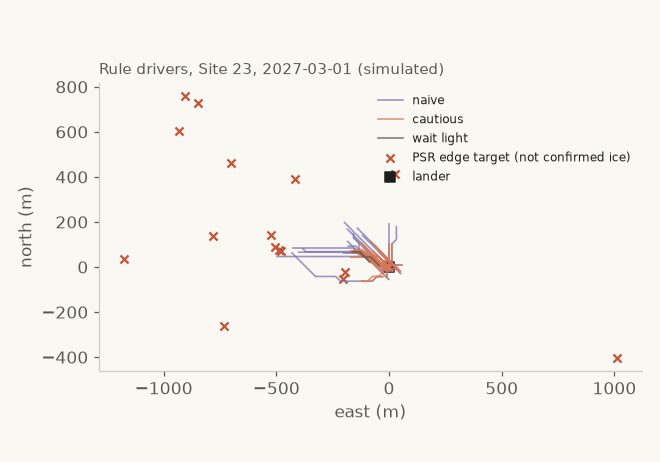 Rule drivers, Site 23, 2027-03-01 (simulated)
naive
cautious
wait light
PSR edge target (not confirmed ice)
lander
800
600
400
200
0
−200
−400
north (m)
−1000
−500
0
500
1000
east (m)